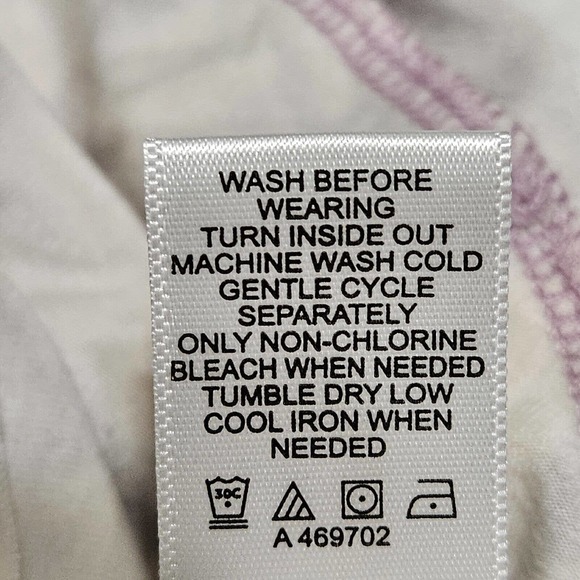 WASH BEFORE
WEARING
TURN INSIDE OUT
MACHINE WASH COLD
GENTLE CYCLE
SEPARATELY
ONLY NON-CHLORINE
BLEACH WHEN NEEDED
TUMBLE DRY LOW
COOL IRON WHEN
NEEDED
30C
A 469702